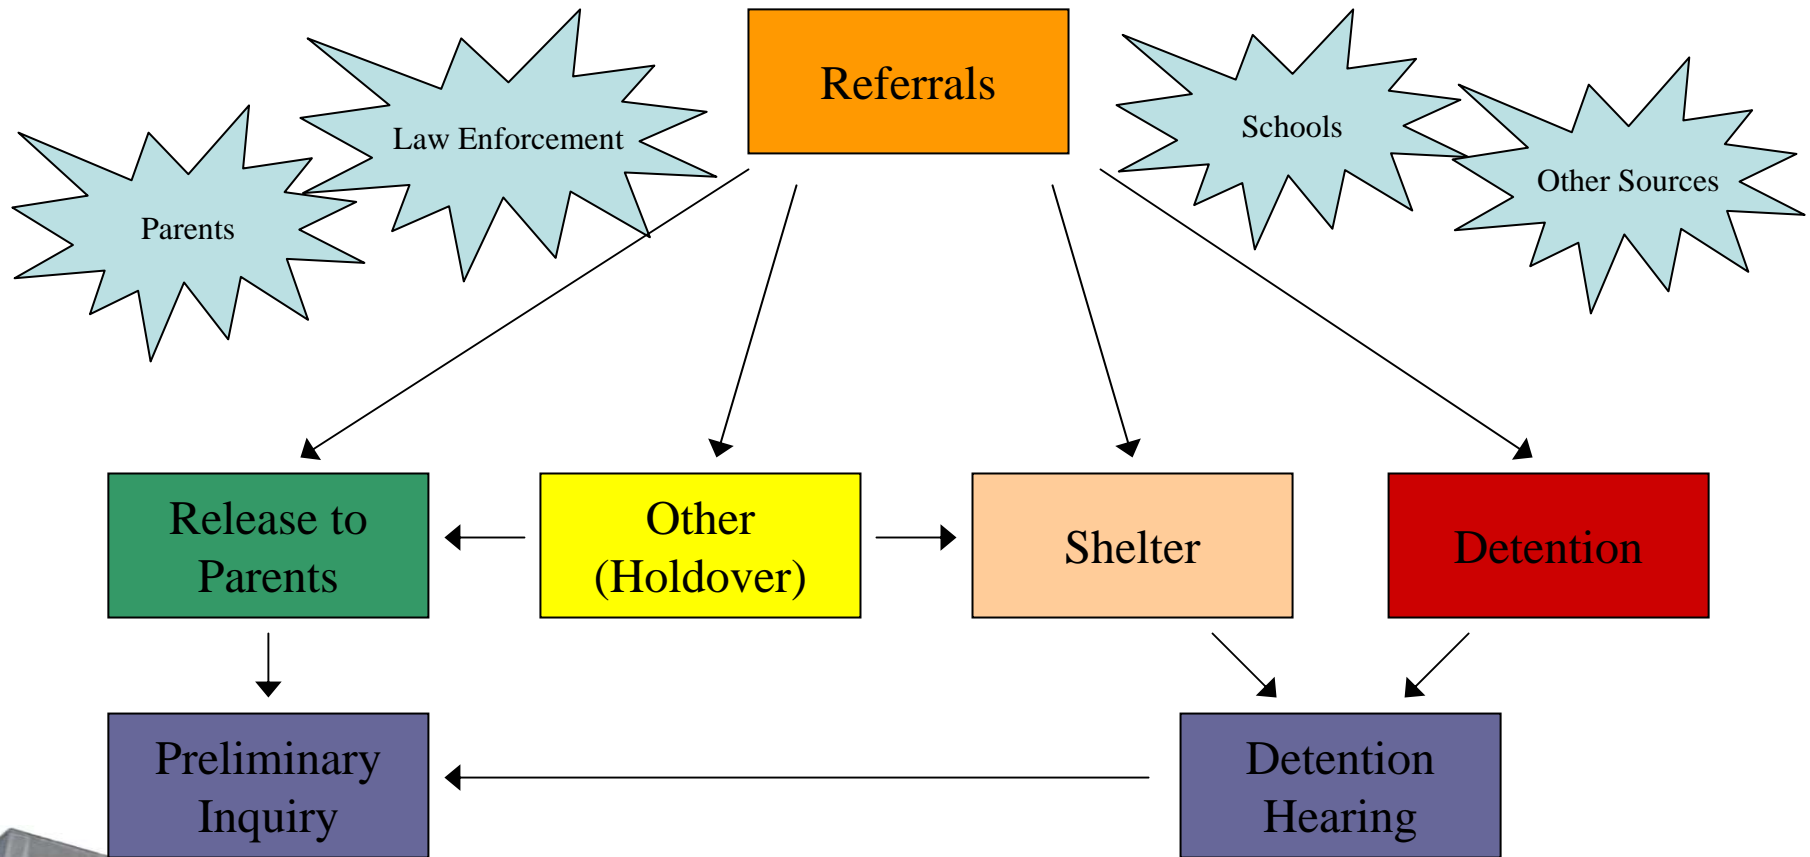 Referrals
Law Enforcement
Schools
Other Sources
Parents
Release to
Parents
Other
(Holdover)
Shelter
Detention
Preliminary
Inquiry
Detention
Hearing